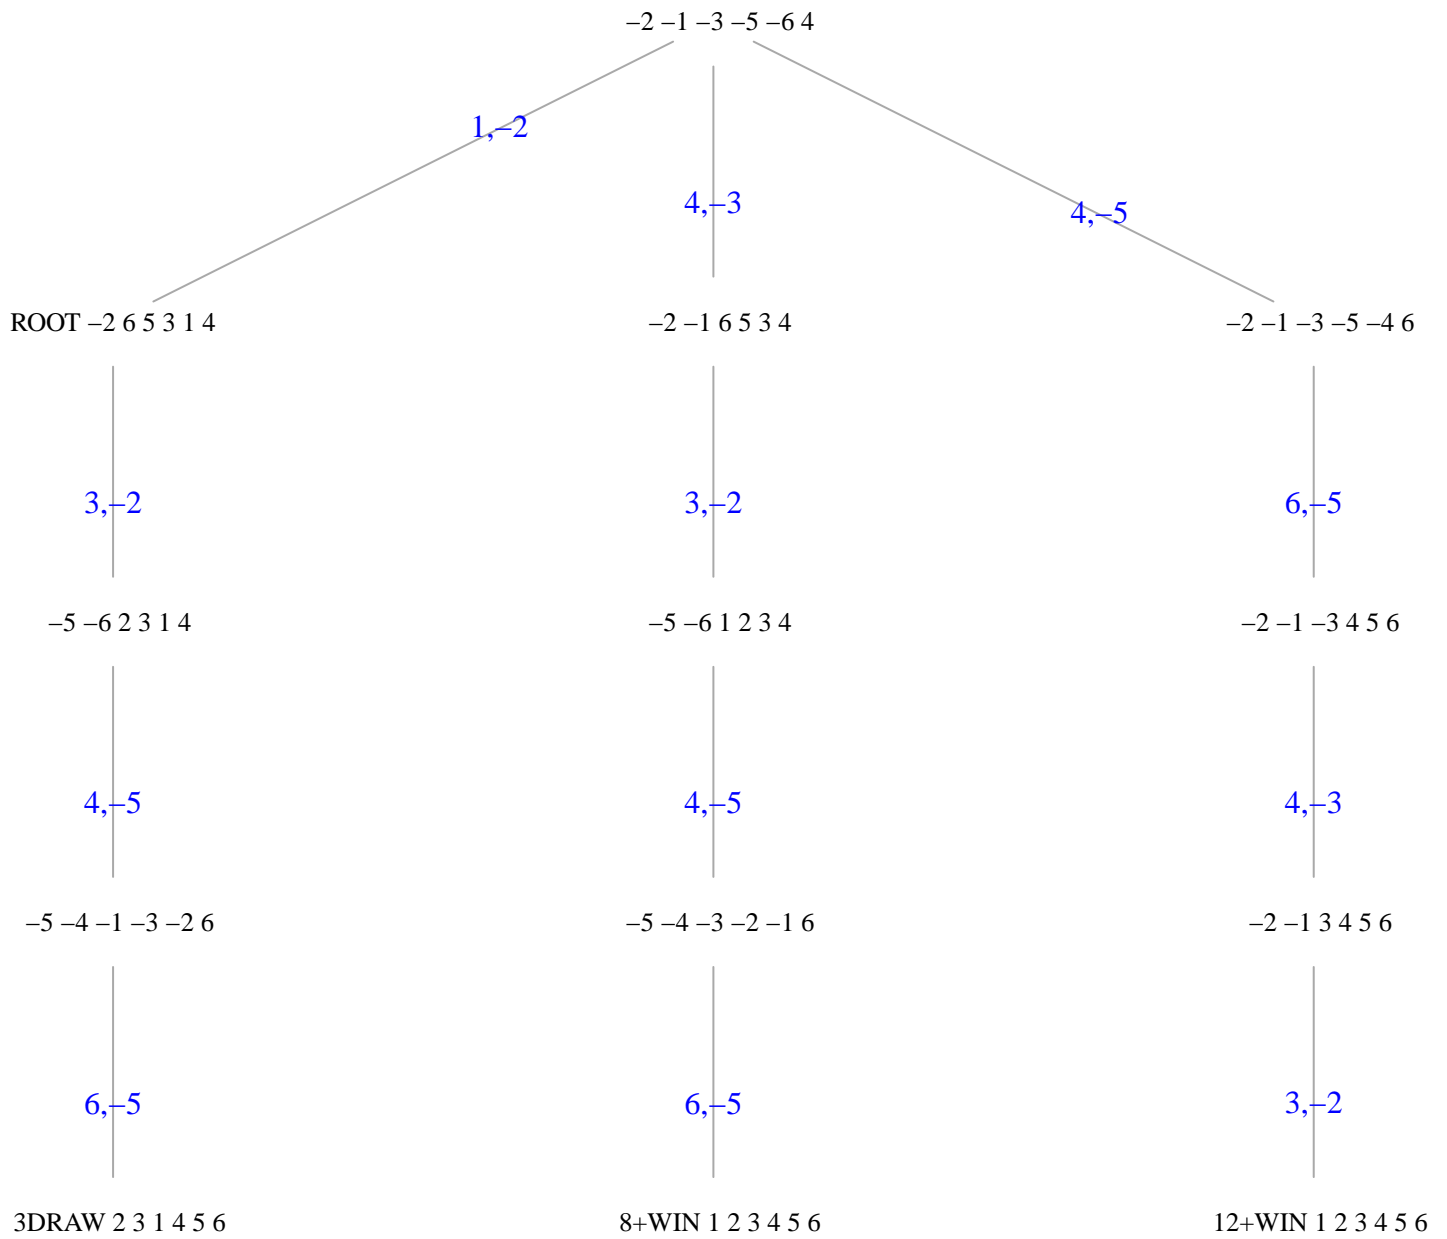 –2 –1 –3 –5 –6 4
1,–2
4,–3
4,–5
ROOT –2 6 5 3 1 4
–2 –1 6 5 3 4
–2 –1 –3 –5 –4 6
3,–2
3,–2
6,–5
–5 –6 2 3 1 4
–5 –6 1 2 3 4
–2 –1 –3 4 5 6
4,–5
4,–5
4,–3
–5 –4 –1 –3 –2 6
–5 –4 –3 –2 –1 6
–2 –1 3 4 5 6
6,–5
6,–5
3,–2
3DRAW 2 3 1 4 5 6
8+WIN 1 2 3 4 5 6
12+WIN 1 2 3 4 5 6